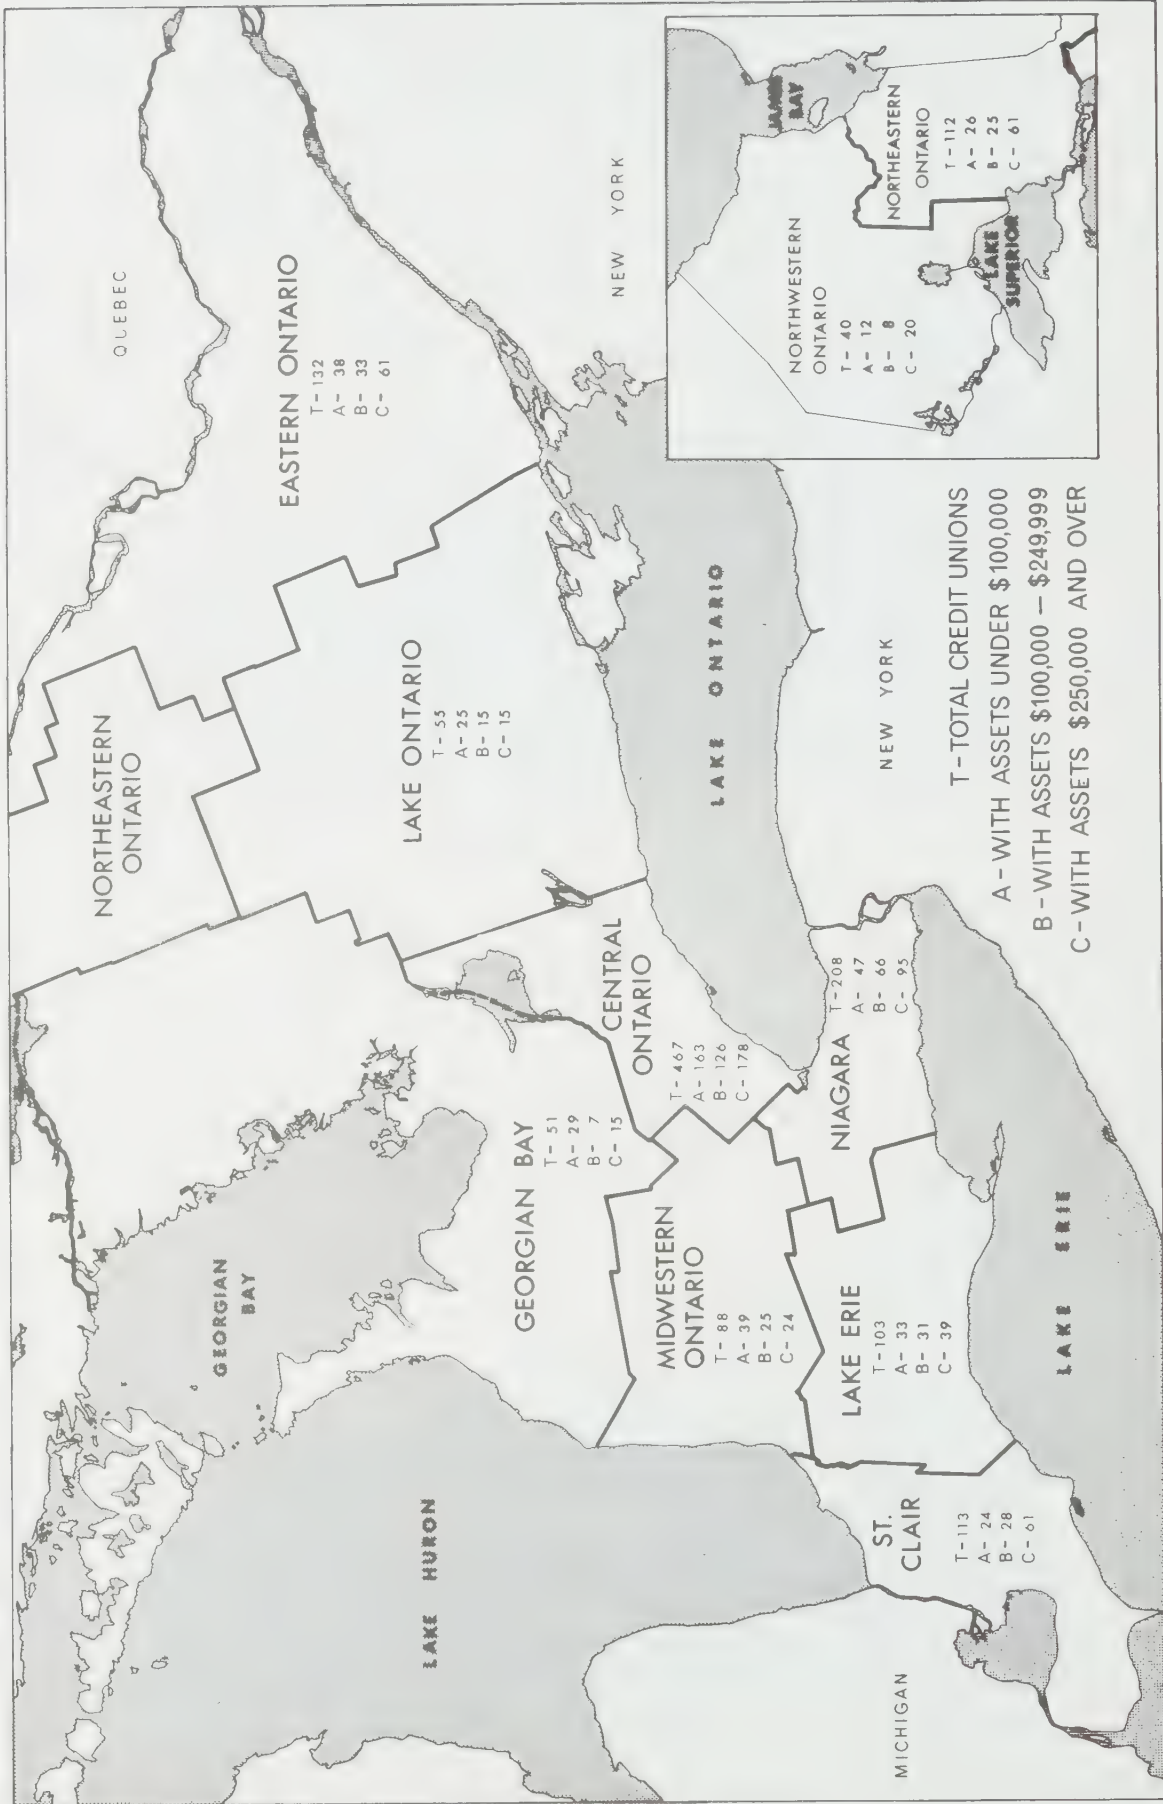 QUEBEC
NORTHEASTERN
ONTARIO
EASTERN ONTARIO
T- 132
A- 38
B- 33
C- 61
GEORGIAN
BAY
LAKE ONTARIO
T- 55
A- 25
B- 15
C- 15
LAKE HURON
GEORGIAN BAY
T- 51
A- 29
B- 7
C- 15
CENTRAL
ONTARIO
T- 467
A- 163
B- 126
C- 178
NEW YORK
MIDWESTERN
ONTARIO
T- 88
A- 39
B- 25
C- 24
LAKE ONTARIO
NIAGARA
T-208
A- 47
B- 66
C- 95
LAKE ERIE
T-103
A- 33
B- 31
C- 39
ST.
CLAIR
T-113
A- 24
B- 28
C- 61
MICHIGAN
NEW YORK
LAKE ERIE
JAMES
BAY
NORTHWESTERN
ONTARIO
T- 40
A- 12
B- 8
C- 20
NORTHEASTERN
ONTARIO
T-112
A- 26
B- 25
C- 61
LAKE
SUPERIOR
T-TOTAL CREDIT UNIONS
A-WITH ASSETS UNDER $100,000
B-WITH ASSETS $100,000 — $249,999
C-WITH ASSETS $250,000 AND OVER